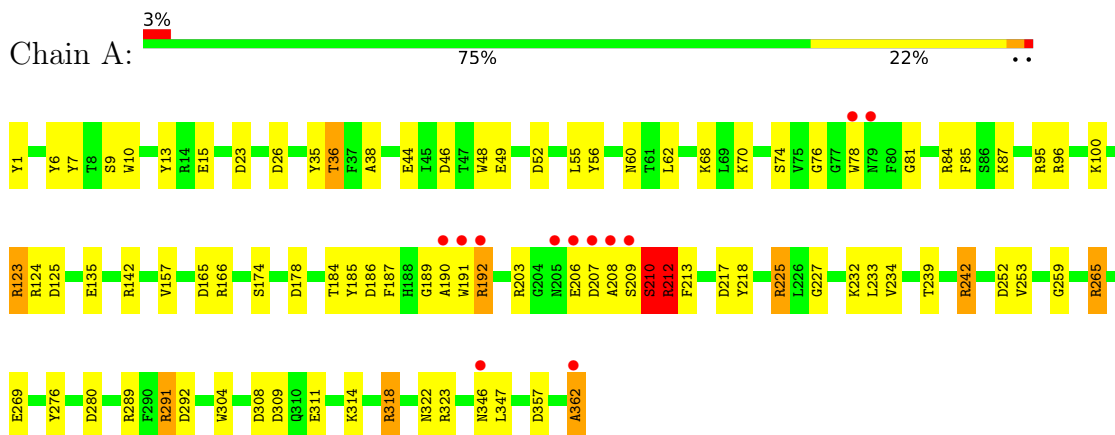 3%
Chain A:
75% 22% • •
Y1 Y6 Y7 T8 S9 W10 Y13 R14 E15 D23 D26 Y35 T36 F37 A38 E44 I45 D46 T47 W48 E49 D52 L55 Y56 N60 T61 L62 K68 L69 K70 S74 V75 G76 G77 W78 N79 F80 G81 R84 F85 S86 K87 R95 R96 K100
R123 R124 D125 E135 R142 V157 D165 R166 S174 D178 T184 Y185 D186 F187 H188 G189 A190 W191 R192 R203 G204 N205 E206 D207 A208 S209 S210 R212 F213 D217 Y218 R225 L226 G227 K232 L233 V234 T239 R242 D252 V253 G259 R265
E269 Y276 D280 R289 F290 R291 D292 W304 D308 D309 Q310 E311 K314 R318 N322 R323 N346 L347 D357 A362